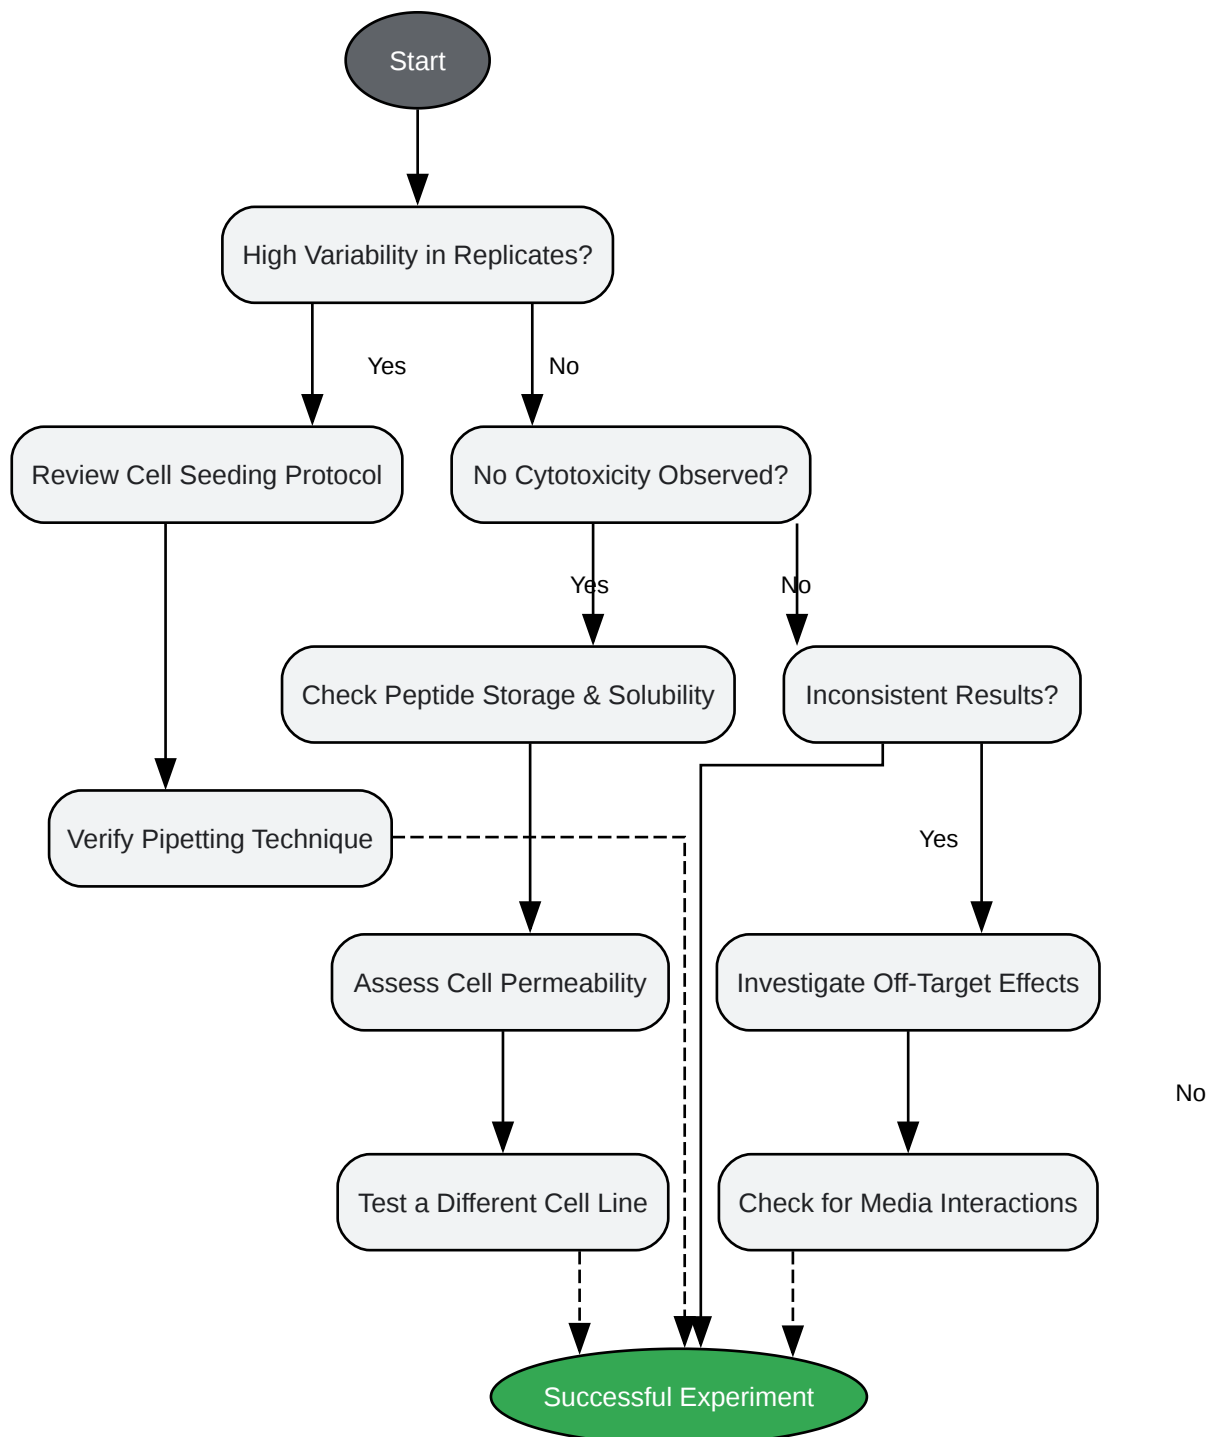 Start
High Variability in Replicates?
Yes
No
Review Cell Seeding Protocol
No Cytotoxicity Observed?
Yes
No
Check Peptide Storage & Solubility
Inconsistent Results?
Verify Pipetting Technique
Yes
Assess Cell Permeability
Investigate Off-Target Effects
No
Test a Different Cell Line
Check for Media Interactions
Successful Experiment